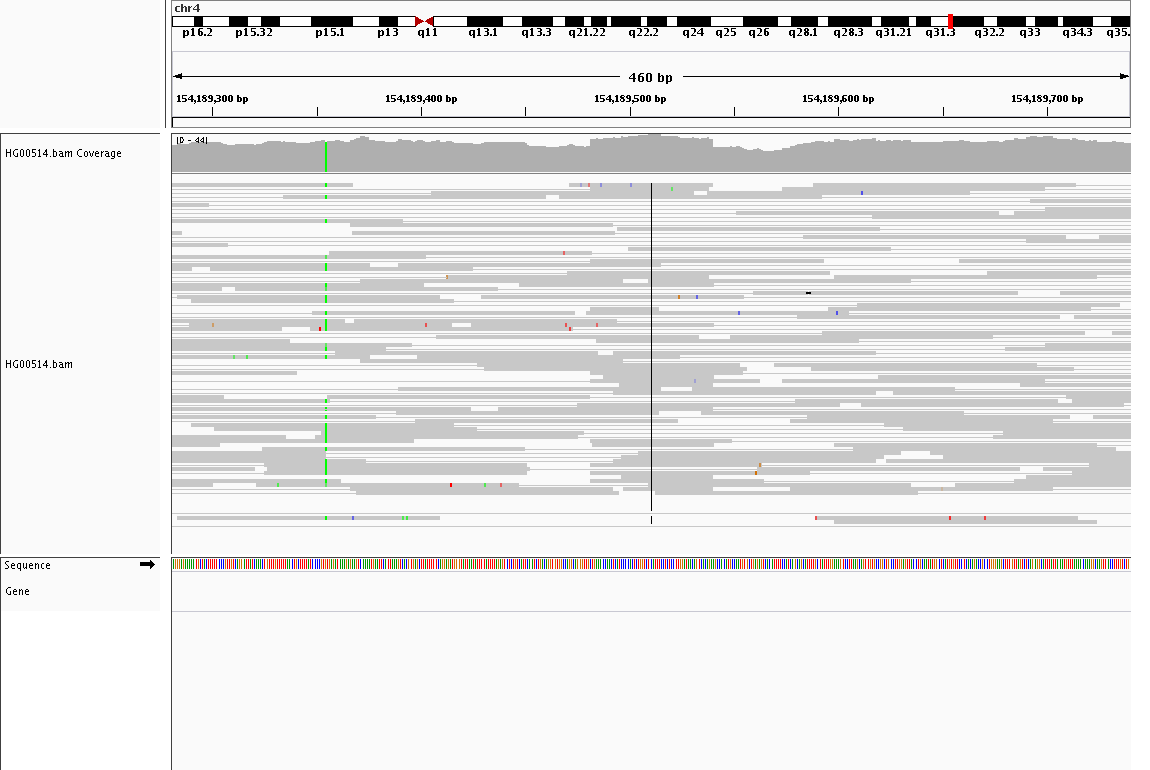 chr4
p16.2 p15.32 p15.1 p13 q11 q13.1 q13.3 q21.22 q22.2 q24 q25 q26 q28.1 q28.3 q31.21 q31.3 q32.2 q33 q34.3 q35.
460 bp
154,189,300 bp 154,189,400 bp 154,189,500 bp 154,189,600 bp 154,189,700 bp
[0 - 44]
HG00514.bam Coverage
HG00514.bam
Sequence
Gene